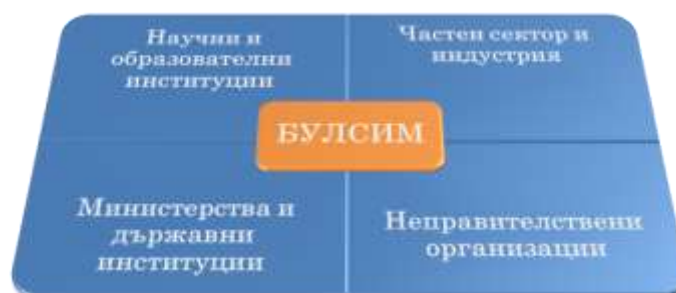 Научни и
образователни
институции
Частен сектор и
индустрия
БУЛСИМ
Министерства и
държавни
институции
Неправителствени
организации